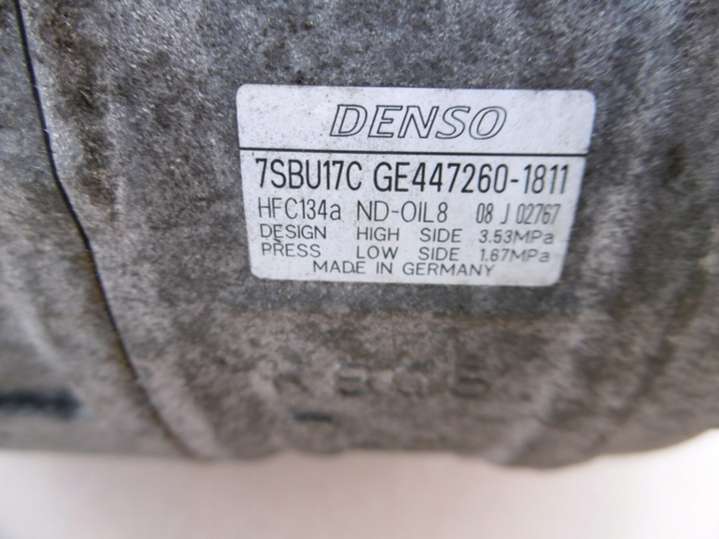 DENSO
7SBU17C GE447260-1811
HFC134a ND-OIL8 08 J 02767
DESIGN HIGH SIDE 3.53MPa
PRESS LOW SIDE 1.67MPa
MADE IN GERMANY